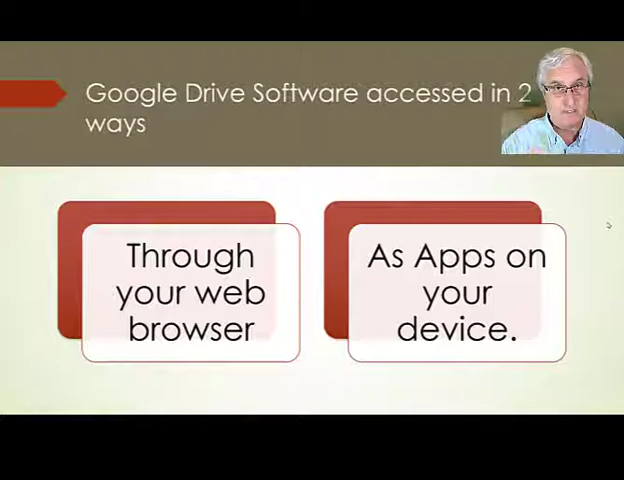 Google Drive Software accessed in 2
ways
Through
your web
browser
As Apps on
your
device.